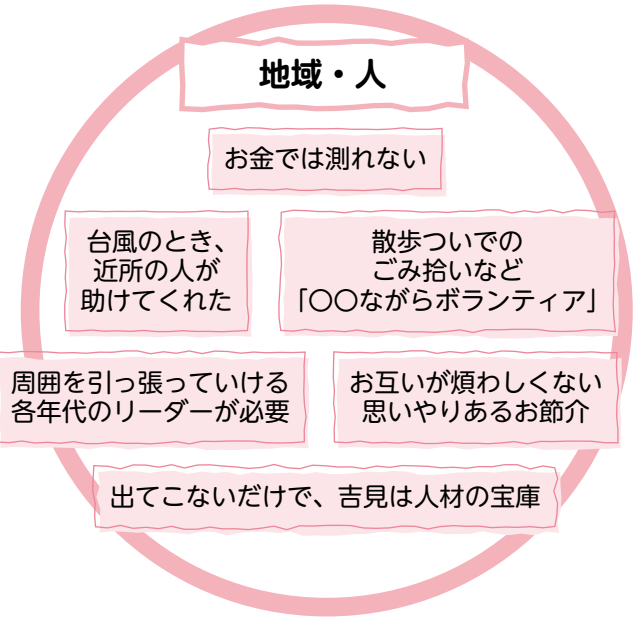 地域・人
お金では測れない
台風のとき、
近所の人が
助けてくれた
散歩ついでの
ごみ拾いなど
「〇〇ながらボランティア」
周囲を引っ張っていける
各年代のリーダーが必要
お互いが煩わしくない
思いやりあるお節介
出てこないだけで、吉見は人材の宝庫